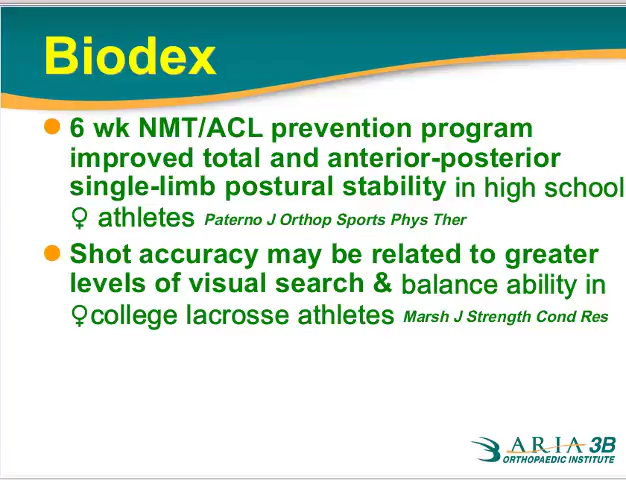 Biodex
6 wk NMT/ACL prevention program
improved total and anterior-posterior
single-limb postural stability in high school
♀ athletes Paterno J Orthop Sports Phys Ther
Shot accuracy may be related to greater
levels of visual search & balance ability in
♀college lacrosse athletes Marsh J Strength Cond Res
ARIA 3B
ORTHOPAEDIC INSTITUTE